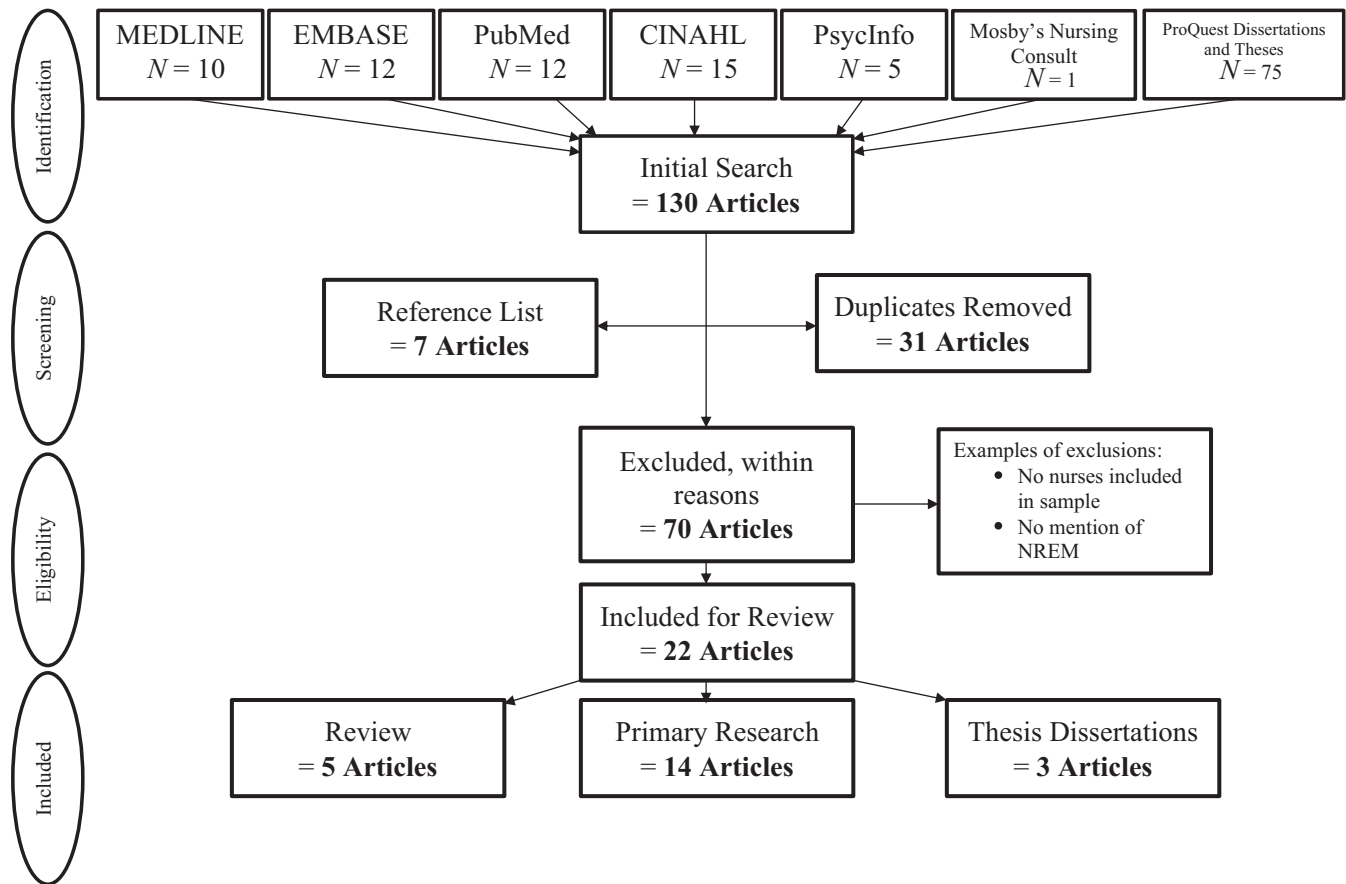 MEDLINE
N = 10
EMBASE
N = 12
PubMed
N = 12
CINAHL
N = 15
PsycInfo
N = 5
Mosby's Nursing
Consult
N = 1
ProQuest Dissertations
and Theses
N = 75
Identification
Initial Search
= 130 Articles
Screening
Reference List
= 7 Articles
Duplicates Removed
= 31 Articles
Eligibility
Excluded, within
reasons
= 70 Articles
Examples of exclusions:
• No nurses included
in sample
• No mention of
NREM
Included for Review
= 22 Articles
Included
Review
= 5 Articles
Primary Research
= 14 Articles
Thesis Dissertations
= 3 Articles